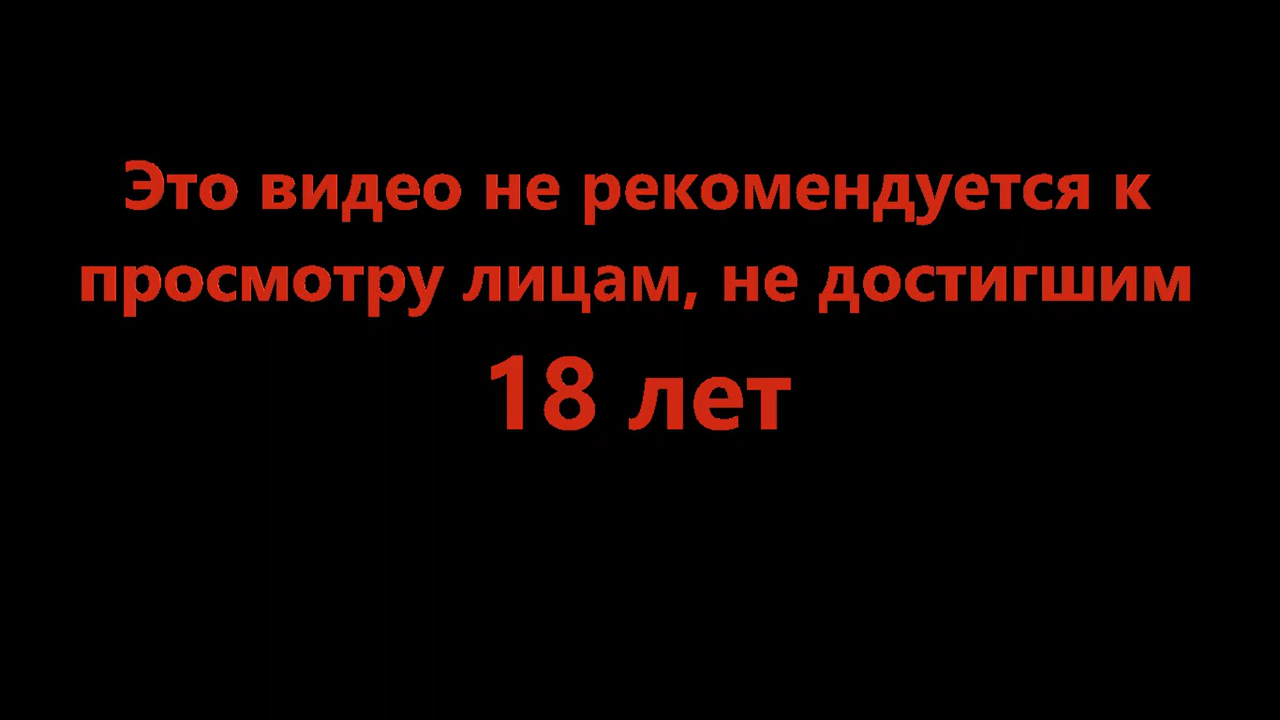 Это видео не рекомендуется к
просмотру лицам, не достигшим
18 лет